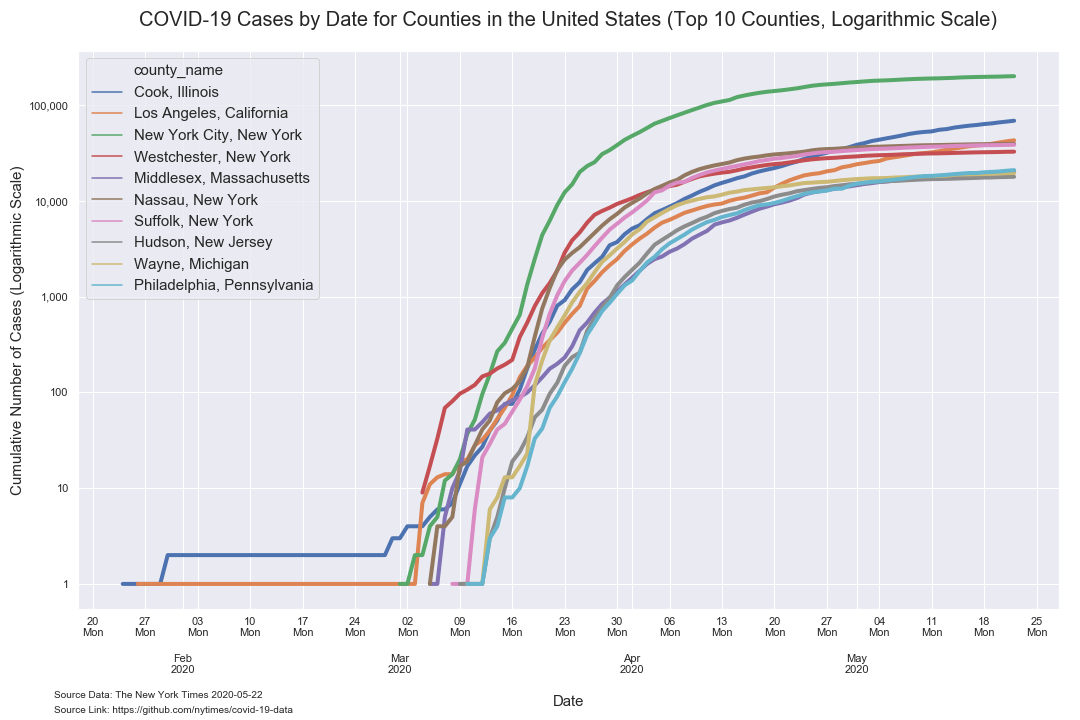 COVID-19 Cases by Date for Counties in the United States (Top 10 Counties, Logarithmic Scale)
county_name
Cook, Illinois
Los Angeles, California
New York City, New York
Westchester, New York
Middlesex, Massachusetts
Nassau, New York
Suffolk, New York
Hudson, New Jersey
Wayne, Michigan
Philadelphia, Pennsylvania
Cumulative Number of Cases (Logarithmic Scale)
100,000
10,000
1,000
100
10
1
20 27 03 10 17 24 02 09 16 23 30 06 13 20 27 04 11 18 25
Mon Mon Mon Mon Mon Mon Mon Mon Mon Mon Mon Mon Mon Mon Mon Mon Mon Mon Mon
Feb Mar Apr May
2020 2020 2020 2020
Date
Source Data: The New York Times 2020-05-22
Source Link: https://github.com/nytimes/covid-19-data